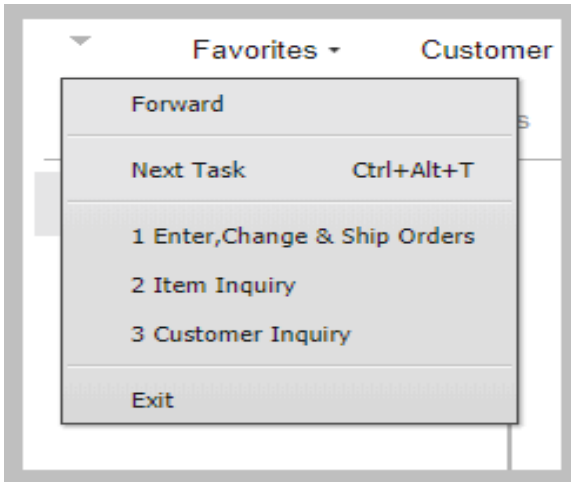 Favorites Customer
Forward
s
Next Task Ctrl+Alt+T
1 Enter,Change & Ship Orders
2 Item Inquiry
3 Customer Inquiry
Exit